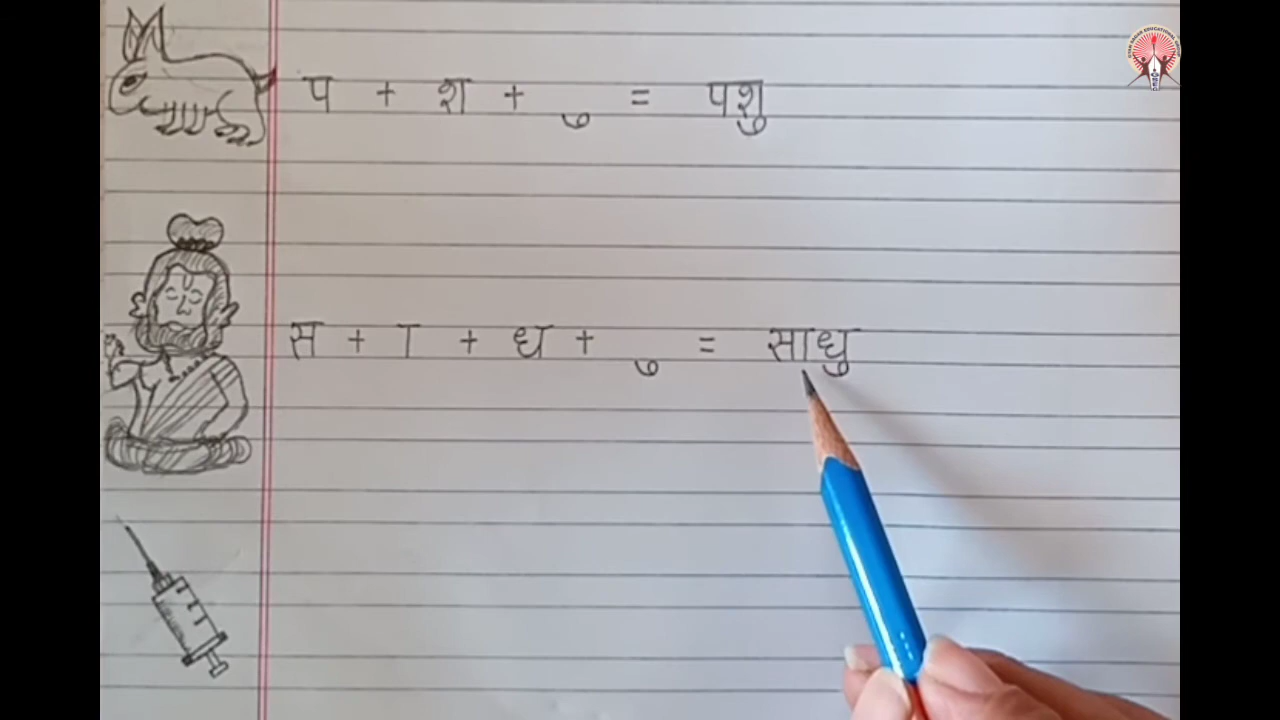 प + श + ु = पशु
स + ा + ध + ु = साधु